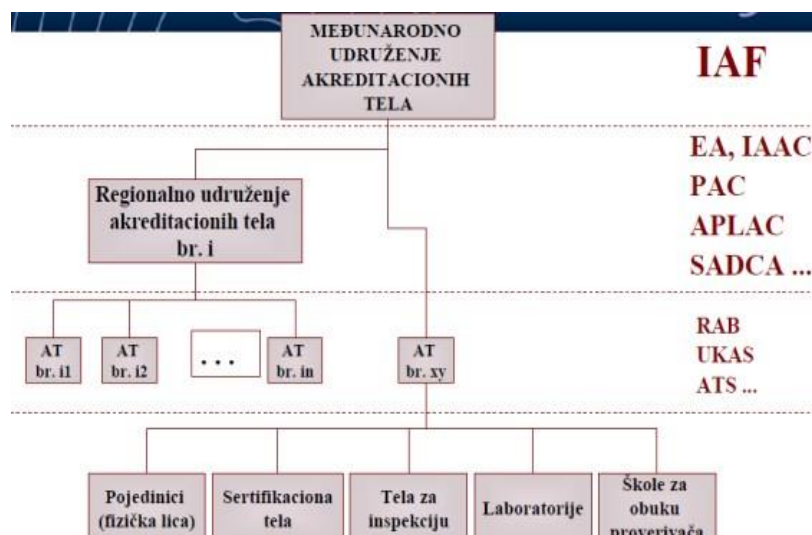 MEĐUNARODNO
UDRUŽENJE
AKREDITACIONIH
TELA
IAF
EA, IAAC
PAC
APLAC
SADCA ...
Regionalno udruženje
akreditacionih tela
br. i
AT
br. i1
AT
br. i2
...
AT
br. in
AT
br. xy
RAB
UKAS
ATS ...
Pojedinici
(fizička lica)
Sertifikaciona
tela
Tela za
inspekciju
Laboratorije
Škole za
obuku
proverivača